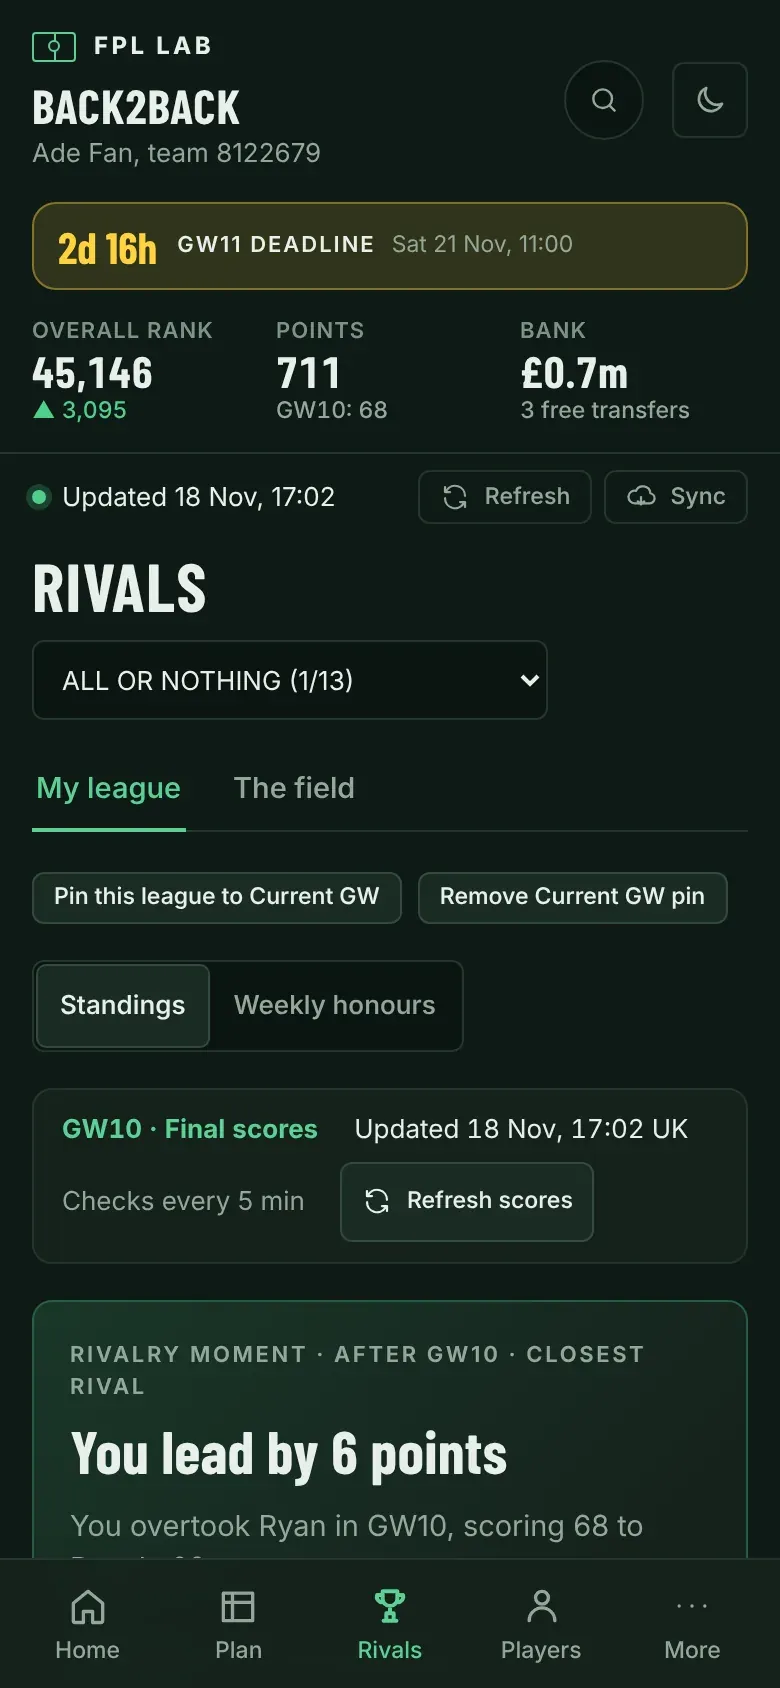 FPL LAB
BACK2BACK
Ade Fan, team 8122679
2d 16h GW11 DEADLINE Sat 21 Nov, 11:00
OVERALL RANK POINTS BANK
45,146 711 £0.7m
▲ 3,095 GW10: 68 3 free transfers
Updated 18 Nov, 17:02 Refresh Sync
RIVALS
ALL OR NOTHING (1/13)
My league The field
Pin this league to Current GW Remove Current GW pin
Standings Weekly honours
GW10 · Final scores Updated 18 Nov, 17:02 UK
Checks every 5 min Refresh scores
RIVALRY MOMENT · AFTER GW10 · CLOSEST
RIVAL
You lead by 6 points
You overtook Ryan in GW10, scoring 68 to
Home Plan Rivals Players More